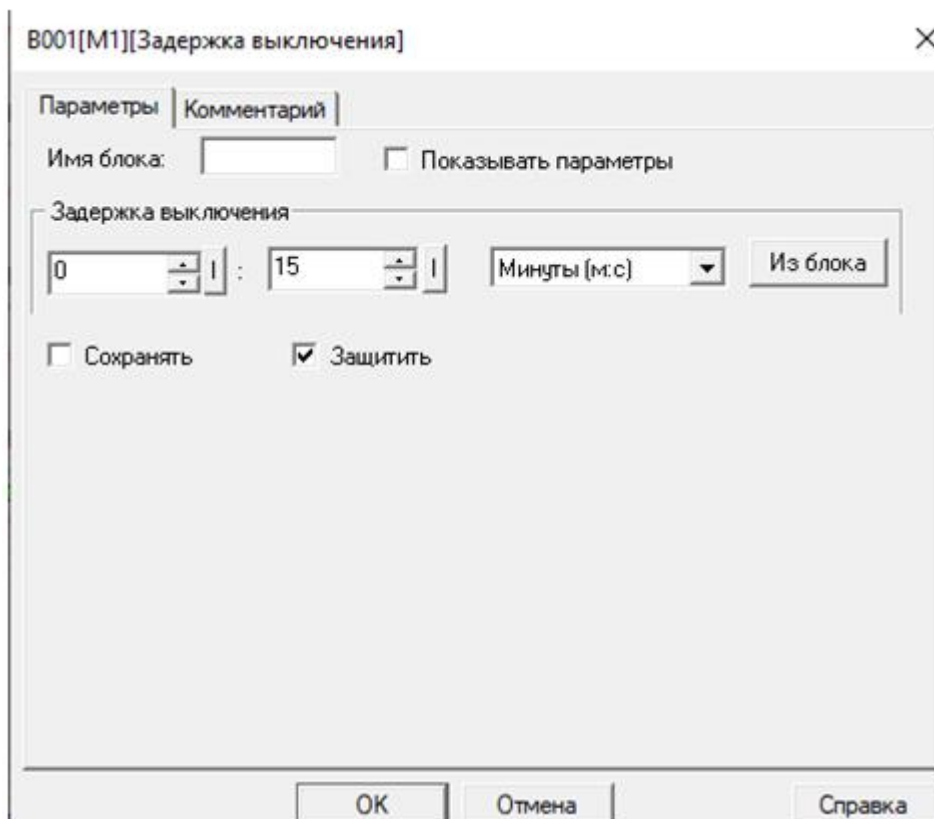 B001[M1][Задержка выключения]
Параметры Комментарий
Имя блока: Показывать параметры
Задержка выключения
0 : 15 Минуты (м:с) Из блока
Сохранять Защитить
OK Отмена Справка